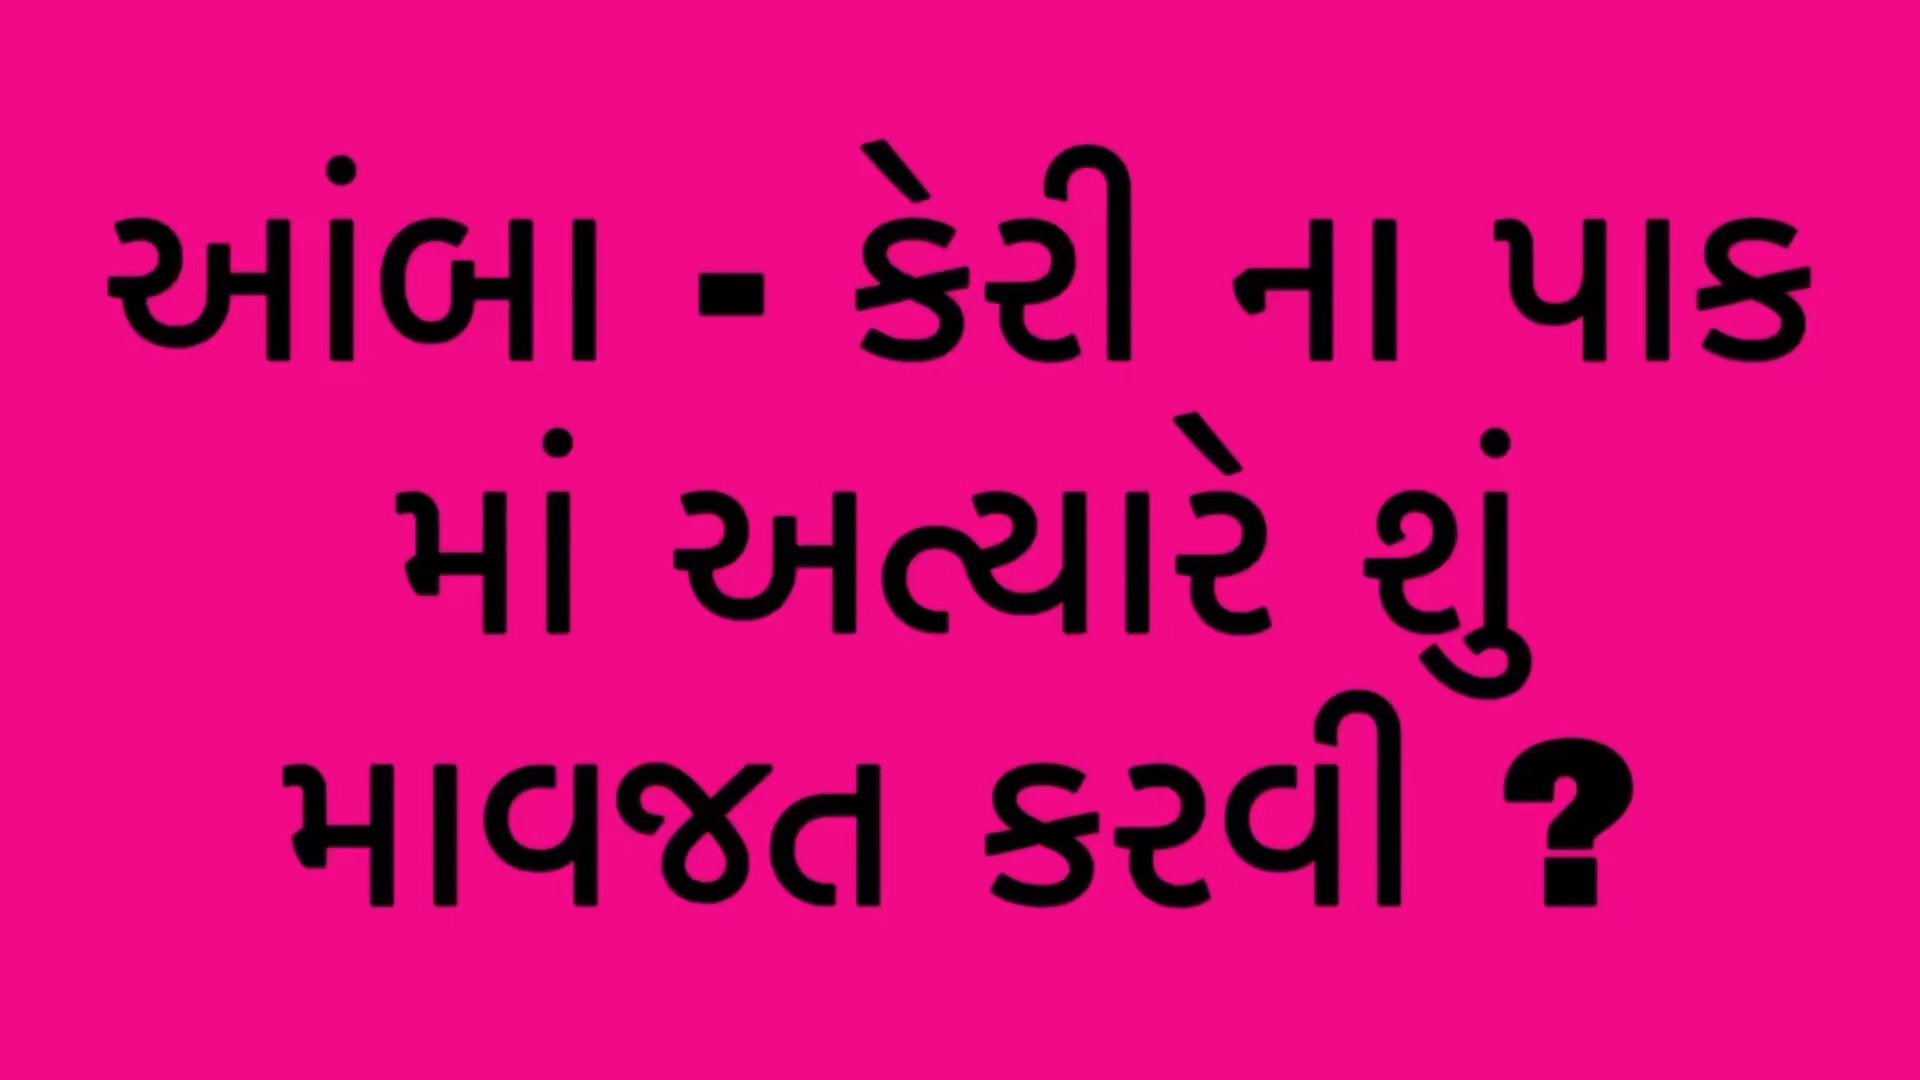 આંબા - કેરી ના પાક
માં અત્યારે શું
માવજત કરવી ?